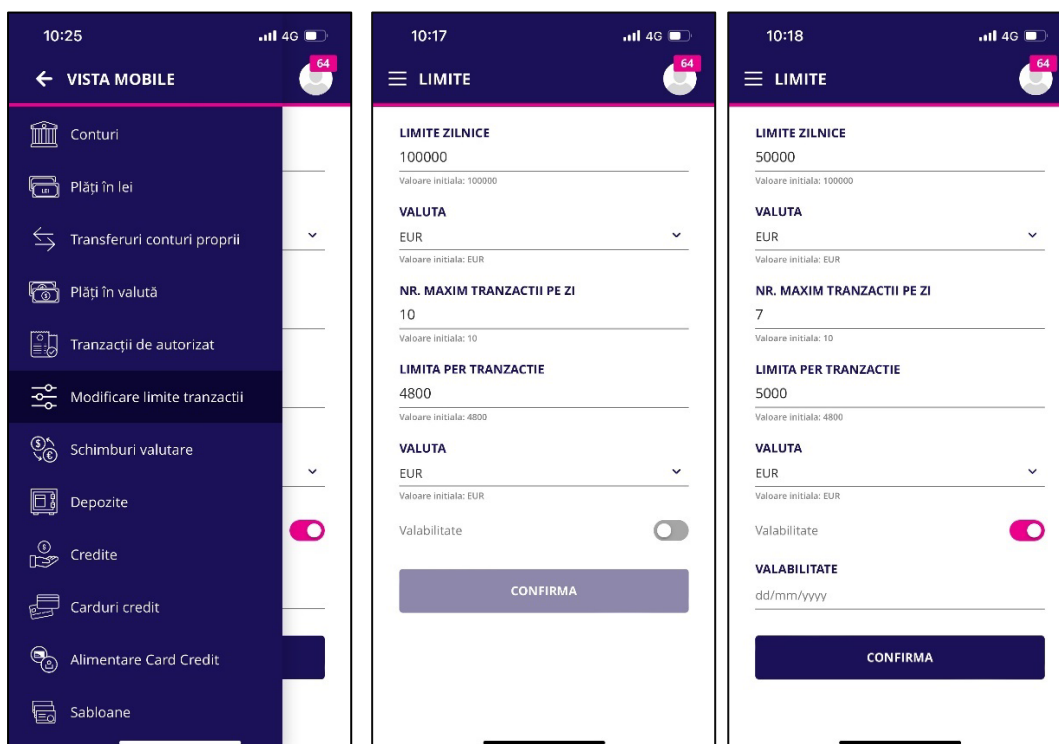 10:25
4G
VISTA MOBILE
64
Conturi
Plăți în lei
Transferuri conturi proprii
Plăți în valută
Tranzacții de autorizat
Modificare limite tranzactii
Schimburi valutare
Depozite
Credite
Carduri credit
Alimentare Card Credit
Sabloane
10:17
4G
LIMITE
64
LIMITE ZILNICE
100000
Valoare initiala: 100000
VALUTA
EUR
Valoare initiala: EUR
NR. MAXIM TRANZACTII PE ZI
10
Valoare initiala: 10
LIMITA PER TRANZACTIE
4800
Valoare initiala: 4800
VALUTA
EUR
Valoare initiala: EUR
Valabilitate
CONFIRMA
10:18
4G
LIMITE
64
LIMITE ZILNICE
50000
Valoare initiala: 100000
VALUTA
EUR
Valoare initiala: EUR
NR. MAXIM TRANZACTII PE ZI
7
Valoare initiala: 10
LIMITA PER TRANZACTIE
5000
Valoare initiala: 4800
VALUTA
EUR
Valoare initiala: EUR
Valabilitate
VALABILITATE
dd/mm/yyyy
CONFIRMA